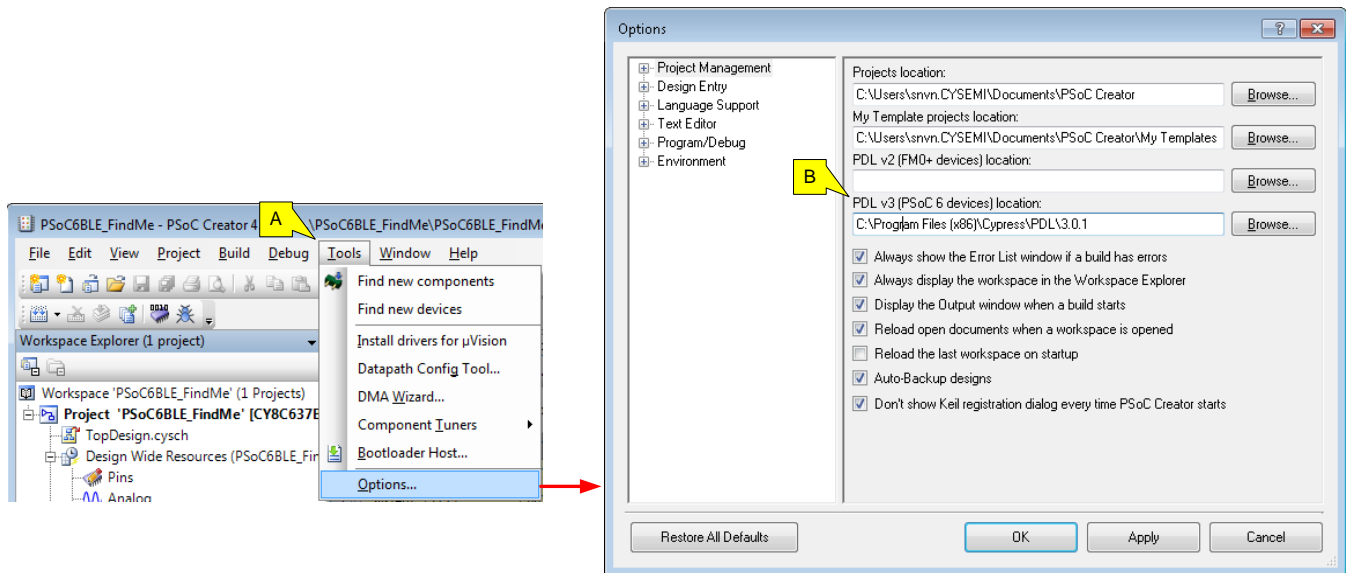 A
PSoC6BLE_FindMe - PSoC Creator 4
\PSoC6BLE_FindMe\PSoC6BLE_FindMe
File Edit View Project Build Debug Tools Window Help
Find new components
Find new devices
Install drivers for µVision
Datapath Config Tool...
DMA Wizard...
Component Tuners
Bootloader Host...
Options...
Workspace Explorer (1 project)
Workspace 'PSoC6BLE_FindMe' (1 Projects)
Project 'PSoC6BLE_FindMe' [CY8C637
TopDesign.cysch
Design Wide Resources (PSoC6BLE_Fin
Pins
Analog
Options
Project Management
Design Entry
Language Support
Text Editor
Program/Debug
Environment
Projects location:
C:\Users\snvn.CYSEMI\Documents\PSoC Creator
Browse...
My Template projects location:
C:\Users\snvn.CYSEMI\Documents\PSoC Creator\My Templates
Browse...
PDL v2 (FM0+ devices) location:
Browse...
B
PDL v3 (PSoC 6 devices) location:
C:\Program Files (x86)\Cypress\PDL\3.0.1
Browse...
Always show the Error List window if a build has errors
Always display the workspace in the Workspace Explorer
Display the Output window when a build starts
Reload open documents when a workspace is opened
Reload the last workspace on startup
Auto-Backup designs
Don't show Keil registration dialog every time PSoC Creator starts
Restore All Defaults
OK
Apply
Cancel